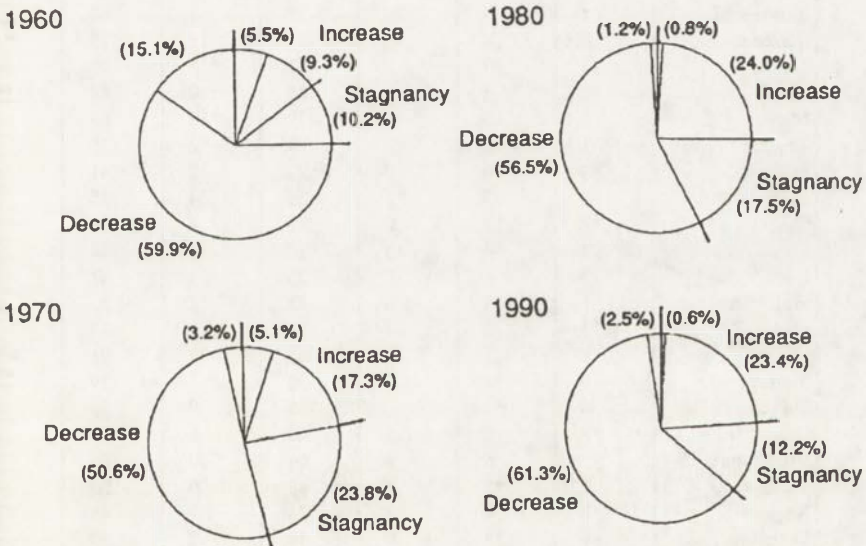 1960
(15.1%)
(5.5%)
Increase
(9.3%)
Stagnancy
(10.2%)
Decrease
(59.9%)
1980
(1.2%)
(0.8%)
(24.0%)
Increase
Decrease
(56.5%)
Stagnancy
(17.5%)
1970
(3.2%)
(5.1%)
Increase
(17.3%)
Decrease
(50.6%)
(23.8%)
Stagnancy
1990
(2.5%)
(0.6%)
Increase
(23.4%)
(12.2%)
Stagnancy
(61.3%)
Decrease